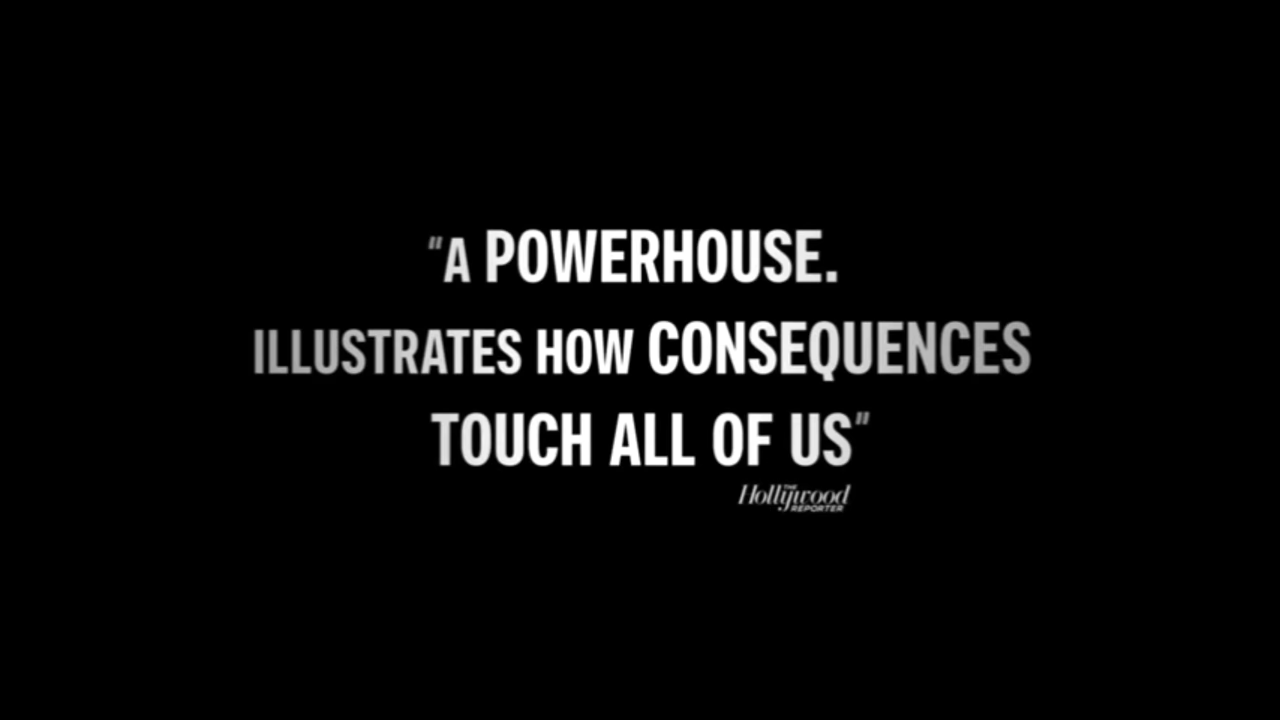 "A POWERHOUSE.
ILLUSTRATES HOW CONSEQUENCES
TOUCH ALL OF US"
THE
Hollywood
REPORTER